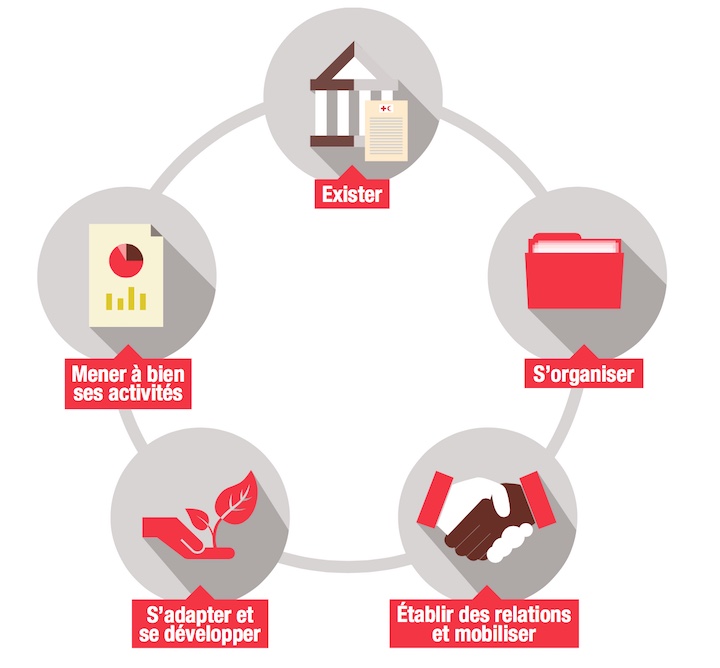 Exister
S'organiser
Établir des relations
et mobiliser
S'adapter et
se développer
Mener à bien
ses activités